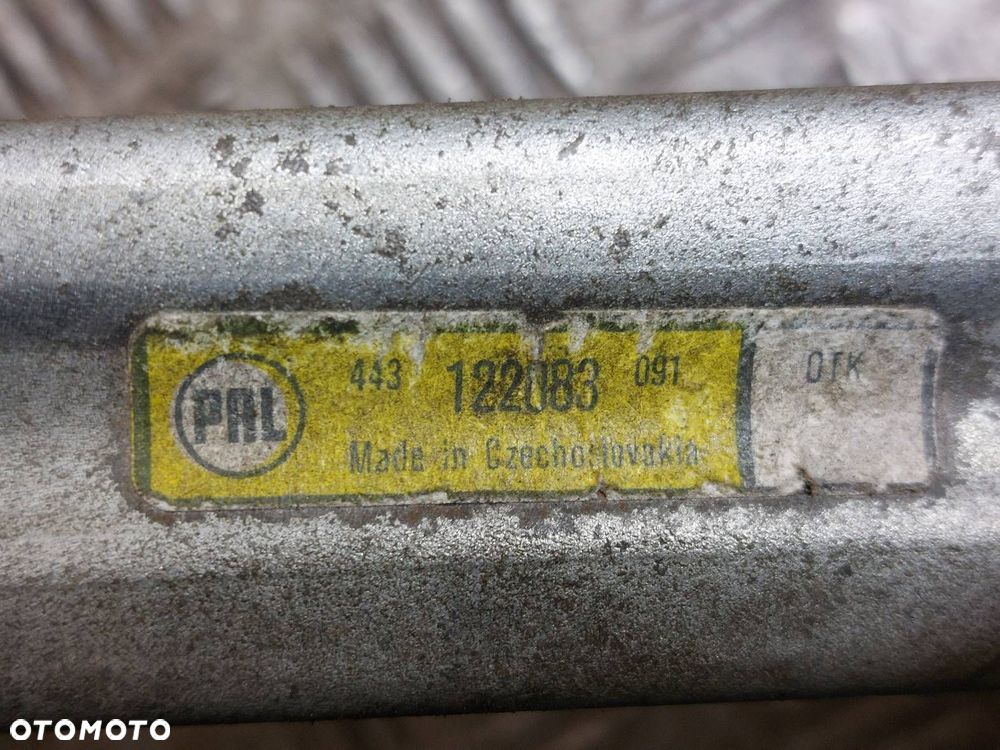 PAL
443 122083 091
OTK
Made in Czechoslovakia
OTOMOTO